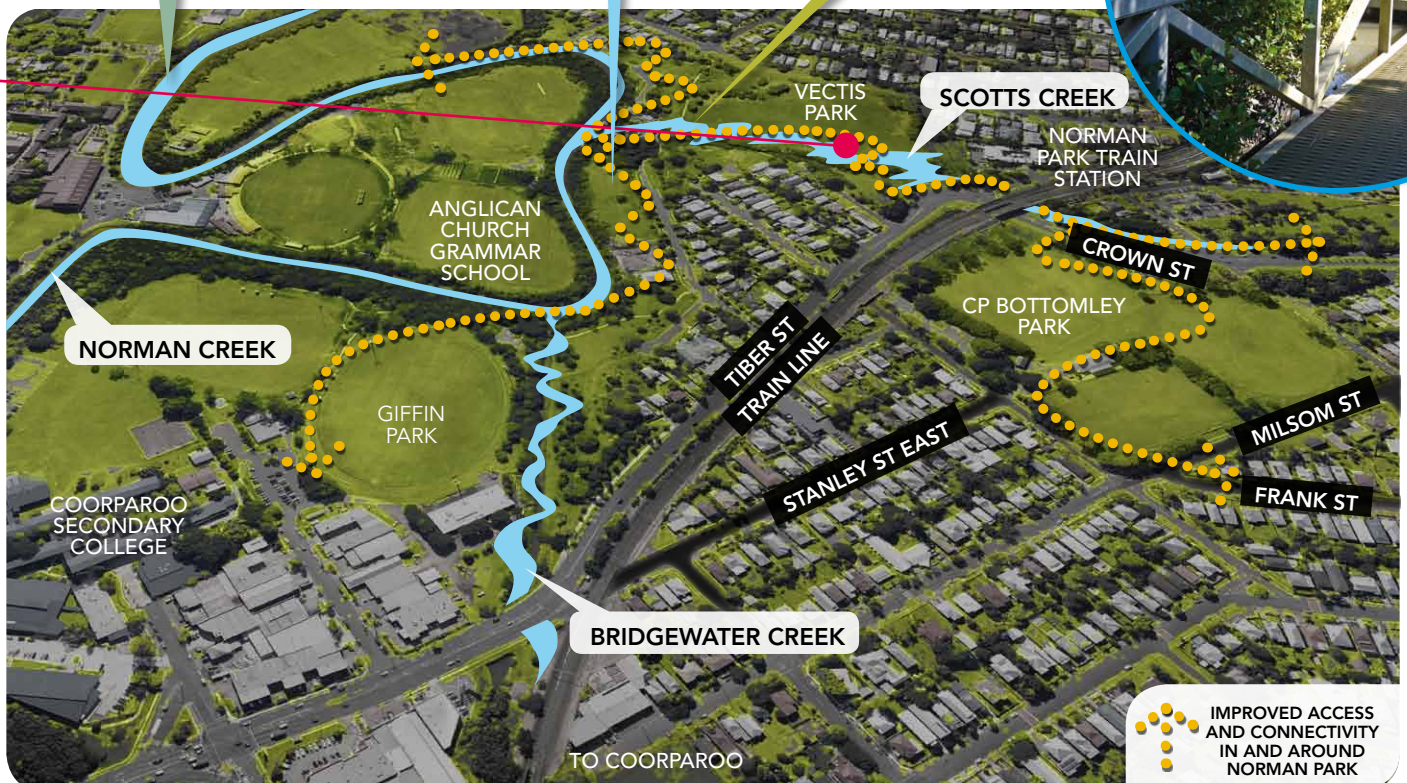 VECTIS
PARK
SCOTTS CREEK
NORMAN
PARK TRAIN
STATION
ANGLICAN
CHURCH
GRAMMAR
SCHOOL
CROWN ST
CP BOTTOMLEY
PARK
NORMAN CREEK
TIBER ST
TRAIN LINE
GIFFIN
PARK
MILSOM ST
STANLEY ST EAST
FRANK ST
COORPAROO
SECONDARY
COLLEGE
BRIDGEWATER CREEK
TO COORPAROO
IMPROVED ACCESS
AND CONNECTIVITY
IN AND AROUND
NORMAN PARK